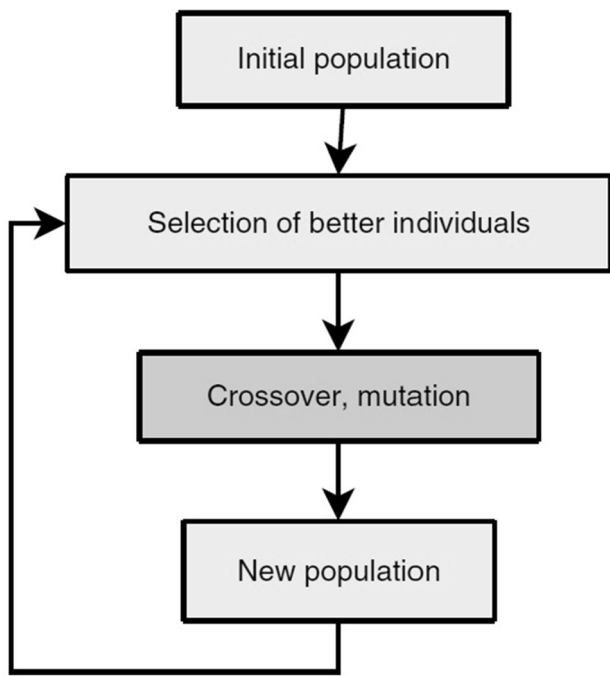 Initial population
Selection of better individuals
Crossover, mutation
New population